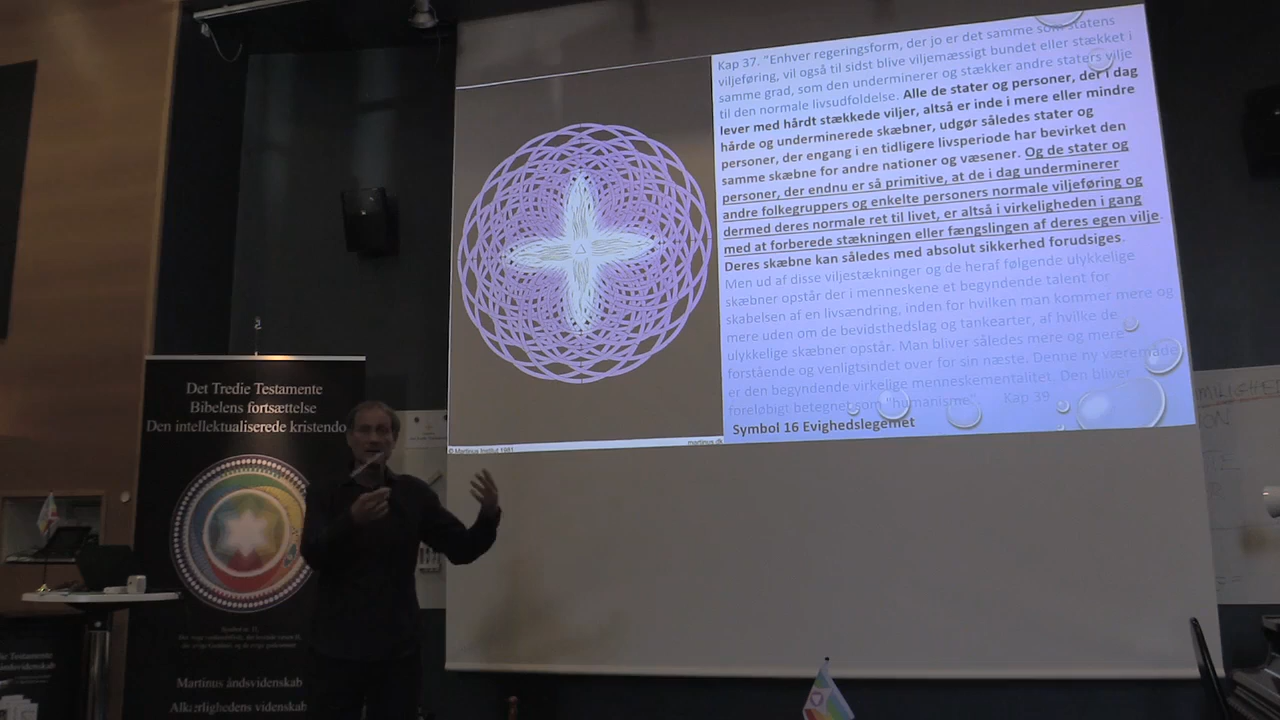 Kap 37. "Enhver regeringsform, der jo er det samme som statens
viljeføring, vil også til sidst blive viljemæssigt bundet eller stækket i
samme grad, som den underminerer og stækker andre staters vilje
til den normale livsudfoldelse. Alle de stater og personer, der i dag
lever med hårdt stækkede viljer, altså er inde i mere eller mindre
hårde og underminerede skæbner, udgør således stater og
personer, der engang i en tidligere livsperiode har bevirket den
samme skæbne for andre nationer og væsener. Og de stater og
personer, der endnu er så primitive, at de i dag underminerer
andre folkegruppers og enkelte personers normale viljeføring og
dermed deres normale ret til livet, er altså i virkeligheden i gang
med at forberede stækningen eller fængslingen af deres egen vilje.
Deres skæbne kan således med absolut sikkerhed forudsiges.
Men ud af disse viljestækninger og de heraf følgende ulykkelige
skæbner opstår der i menneskene et begyndende talent for
skabelsen af en livsændring, inden for hvilken man kommer mere og
mere uden om de bevidsthedslag og tankearter, af hvilke de
ulykkelige skæbner opstår. Man bliver således mere og mere
forstående og venligtsindet over for sin næste. Denne ny væremåde
er den begyndende virkelige menneskementalitet. Den bliver
foreløbigt betegnet som "humanisme". Kap 39
Symbol 16 Evighedslegemet
© Martinus Institut 1981
martinus.dk
Det Tredie Testamente
Bibelens fortsættelse
Den intellektualiserede kristendo
Symbol nr. 11
Martinus åndsvidenskab
Alkærlighedens videnskab
Testamente
åndsvidenskab